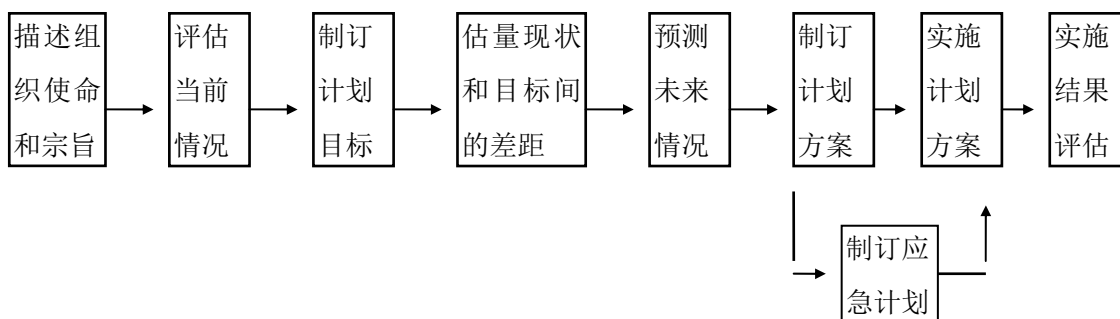 描述组
织使命
和宗旨
评估
当前
情况
制订
计划
目标
估量现状
和目标间
的差距
预测
未来
情况
制订
计划
方案
实施
计划
方案
实施
结果
评估
制订应
急计划